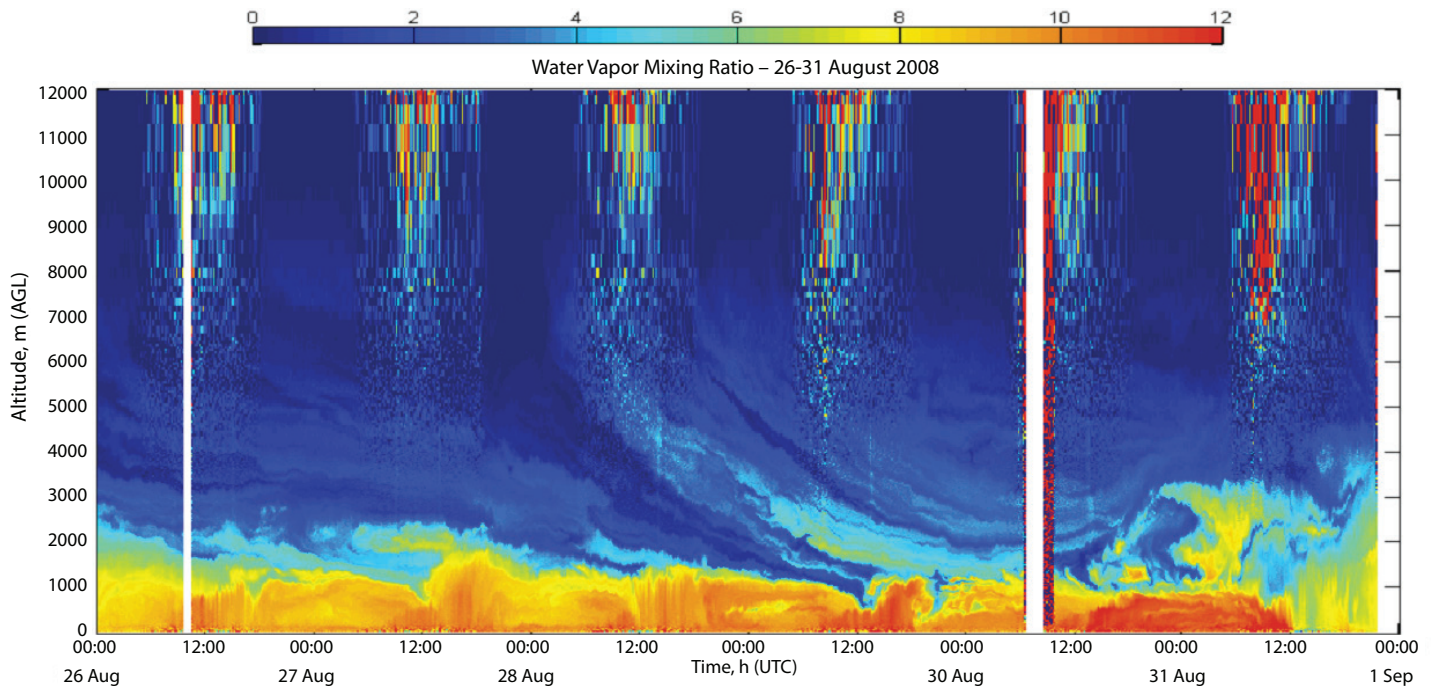 0 2 4 6 8 10 12
Water Vapor Mixing Ratio – 26-31 August 2008
12000
11000
10000
9000
8000
7000
6000
5000
4000
3000
2000
1000
0
Altitude, m (AGL)
00:00 12:00 00:00 12:00 00:00 12:00 00:00 12:00 00:00 12:00 00:00 12:00 00:00
Time, h (UTC)
26 Aug 27 Aug 28 Aug 30 Aug 31 Aug 1 Sep